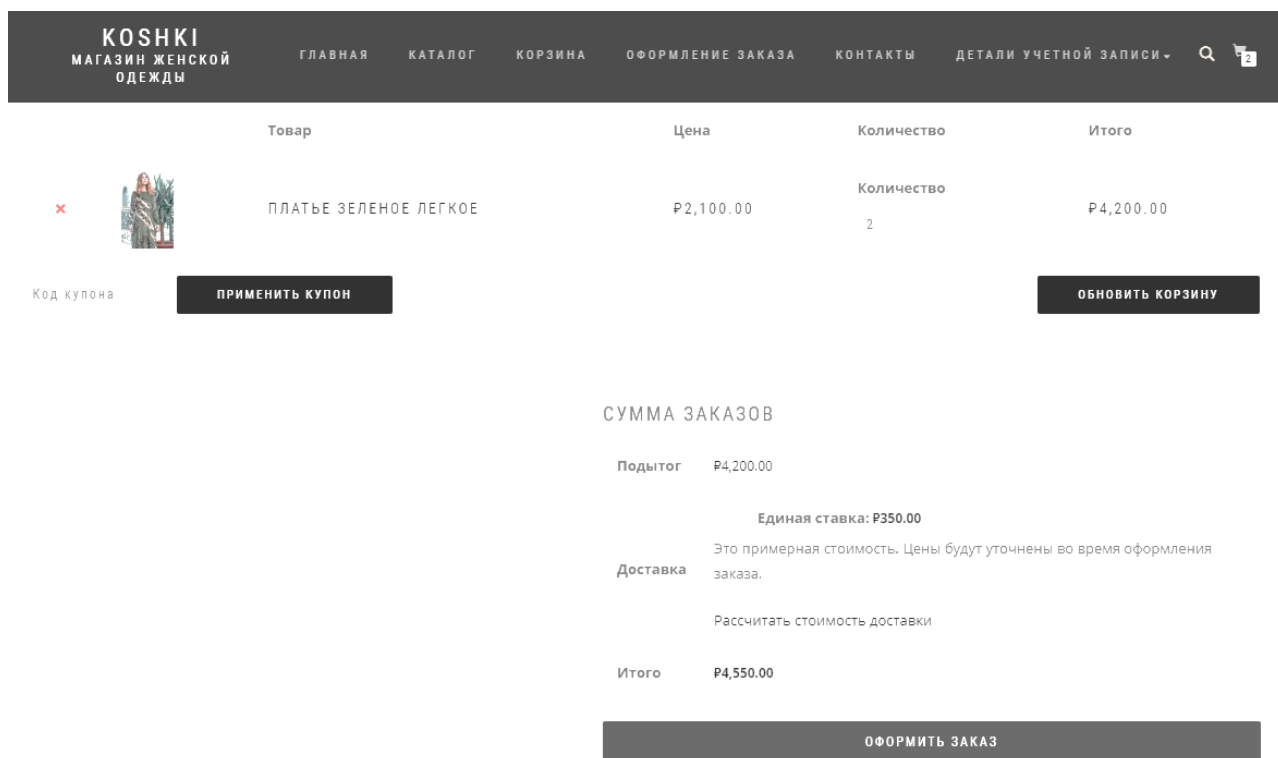 KOSHKI
МАГАЗИН ЖЕНСКОЙ
ОДЕЖДЫ
ГЛАВНАЯ КАТАЛОГ КОРЗИНА ОФОРМЛЕНИЕ ЗАКАЗА КОНТАКТЫ ДЕТАЛИ УЧЕТНОЙ ЗАПИСИ 2
Товар Цена Количество Итого
Количество
ПЛАТЬЕ ЗЕЛЕНОЕ ЛЕГКОЕ ₽2,100.00 ₽4,200.00
2
Код купона ПРИМЕНИТЬ КУПОН ОБНОВИТЬ КОРЗИНУ
СУММА ЗАКАЗОВ
Подытог ₽4,200.00
Единая ставка: ₽350.00
Это примерная стоимость. Цены будут уточнены во время оформления
Доставка заказа.
Рассчитать стоимость доставки
Итого ₽4,550.00
ОФОРМИТЬ ЗАКАЗ